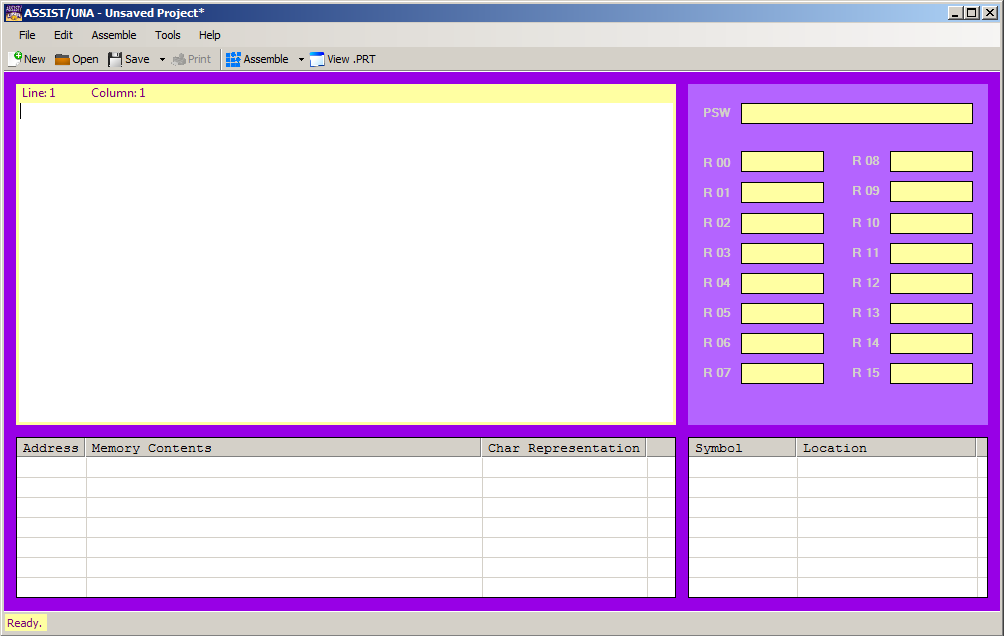 ASSIST/UNA - Unsaved Project*
File Edit Assemble Tools Help
New Open Save Print Assemble View .PRT
Line: 1 Column: 1
PSW
R 00 R 08
R 01 R 09
R 02 R 10
R 03 R 11
R 04 R 12
R 05 R 13
R 06 R 14
R 07 R 15
Address Memory Contents Char Representation Symbol Location
Ready.